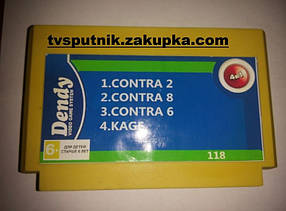 tvsputnik.zakupka.com
Dendy
VIDEO GAME SYSTEM
4в1
1.CONTRA 2
2.CONTRA 8
3.CONTRA 6
4.KAGE
6+
ДЛЯ ДЕТЕЙ
СТАРШЕ 6 ЛЕТ
118